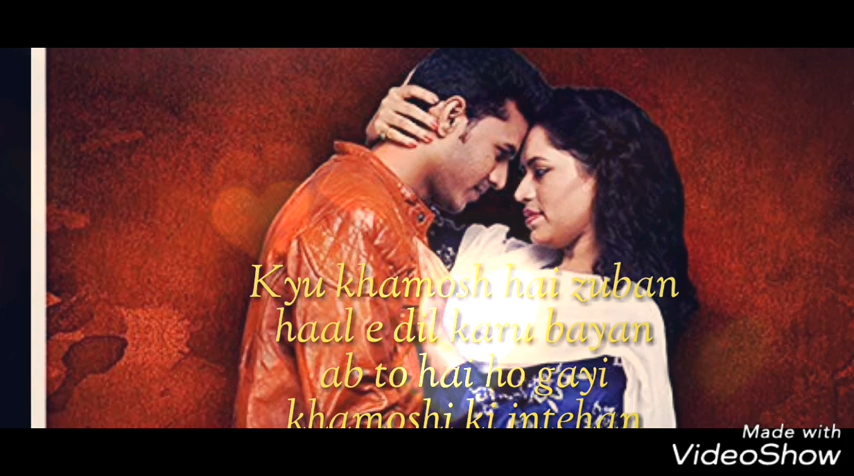 Kyu khamosh hai zuban
haal e dil karu bayan
ab to hai ho gayi
khamoshi ki intehan
Made with
VideoShow